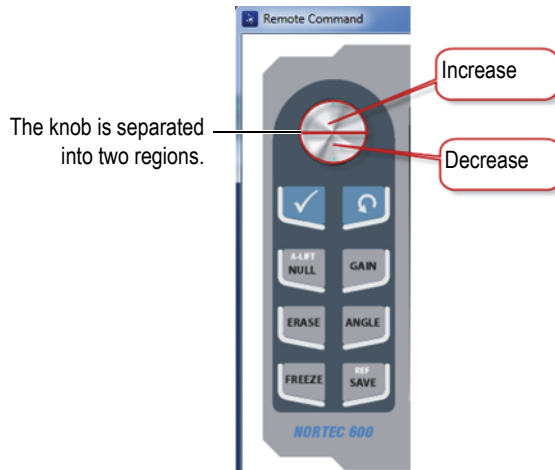 Remote Command
Increase
The knob is separated
into two regions.
Decrease
A-LIFT
NULL
GAIN
ERASE
ANGLE
FREEZE
REF
SAVE
NORTEC 600